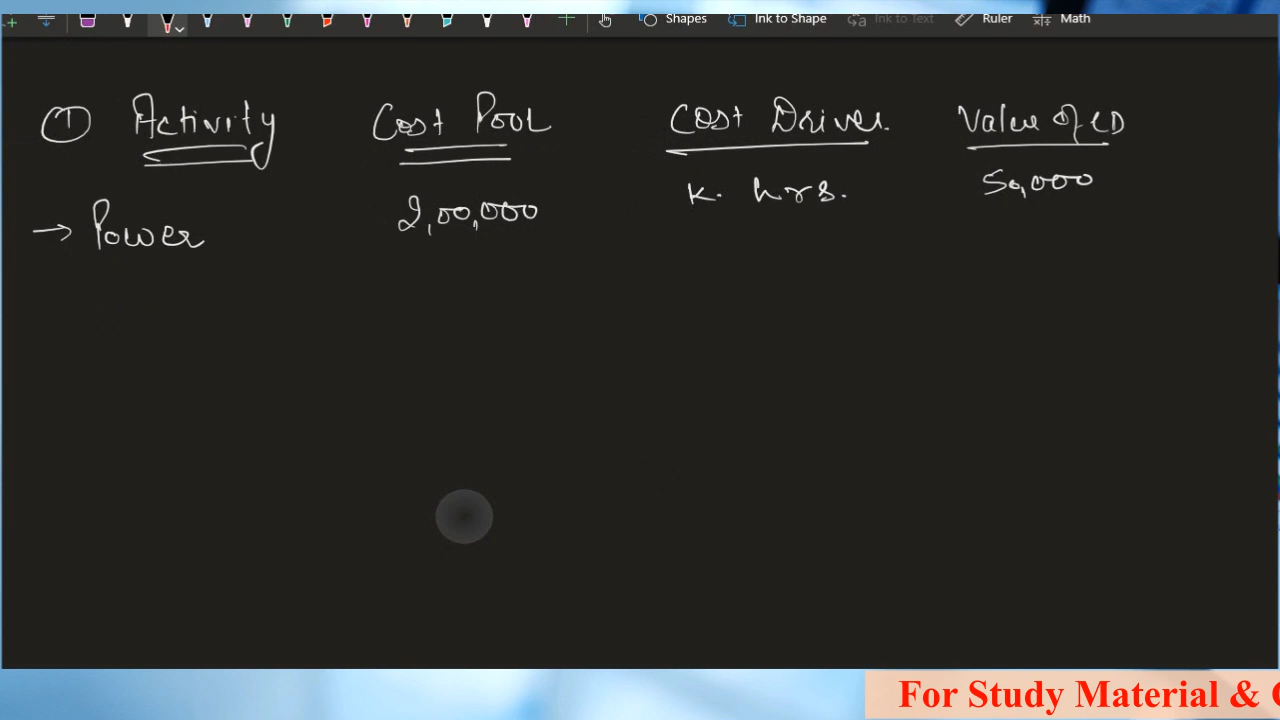 Shapes Ink to Shape Ink to Text Ruler Math
① Activity Cost Pool Cost Driver. Value of CD
→ Power 2,00,000 K. hrs. 50,000
For Study Material & C